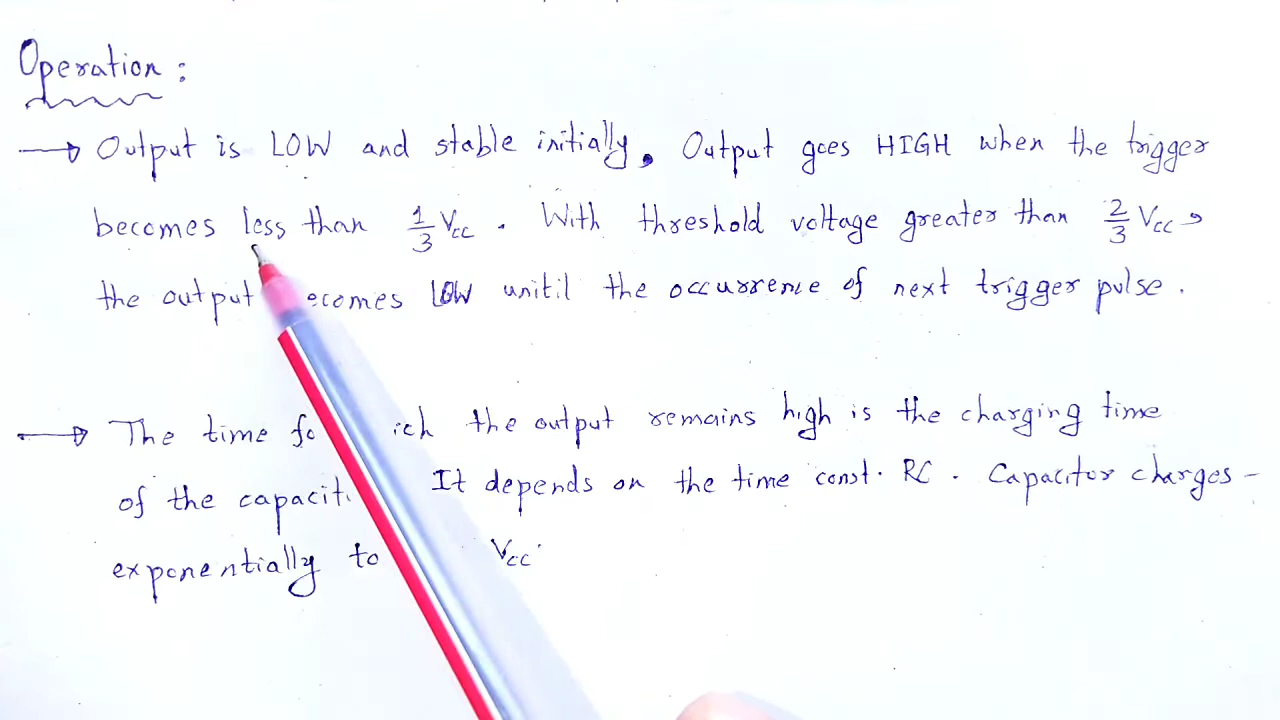 Operation :
→ Output is LOW and stable initially. Output goes HIGH when the trigger
becomes less than 1/3 Vcc . With threshold voltage greater than 2/3 Vcc ,
the output ecomes LOW unitil the occurrence of next trigger pulse .
→ The time fo ich the output remains high is the charging time
of the capacit It depends on the time const. RC . Capacitor charges -
exponentially to Vcc .